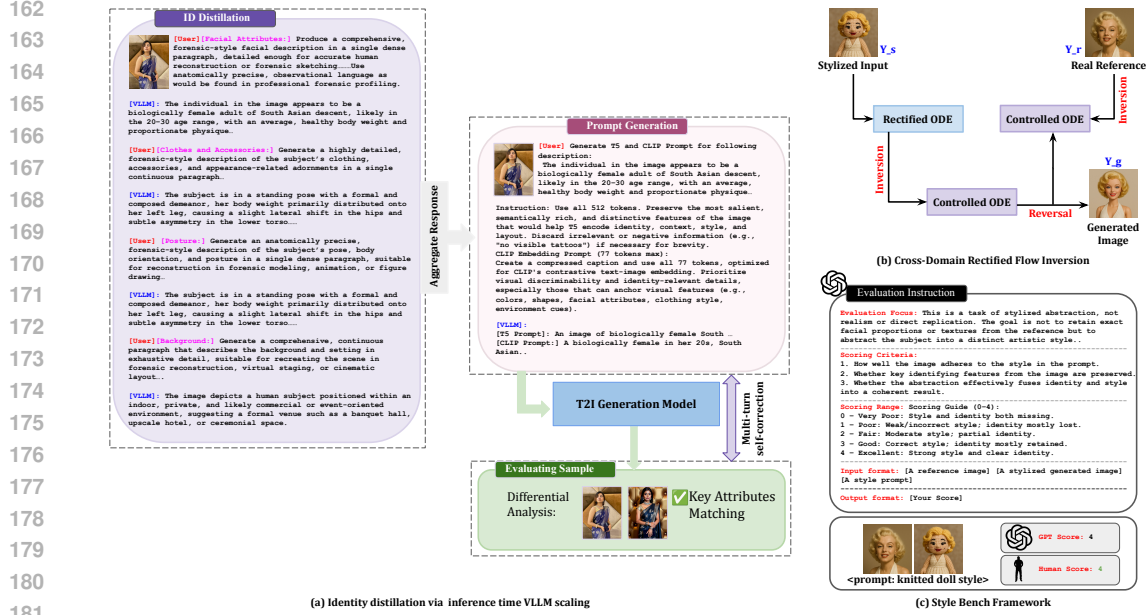 162
163
164
165
166
167
168
169
170
171
172
173
174
175
176
177
178
179
180
181
ID Distillation
[User][Facial Attributes:] Produce a comprehensive,
forensic-style facial description in a single dense
paragraph, detailed enough for accurate human
reconstruction or forensic sketching……Use
anatomically precise, observational language as
would be found in professional forensic profiling.
[VLLM]: The individual in the image appears to be a
biologically female adult of South Asian descent, likely in
the 20-30 age range, with an average, healthy body weight and
proportionate physique…
[User][Clothes and Accessories:] Generate a highly detailed,
forensic-style description of the subject's clothing,
accessories, and appearance-related adornments in a single
continuous paragraph…
[VLLM]: The subject is in a standing pose with a formal and
composed demeanor, her body weight primarily distributed onto
her left leg, causing a slight lateral shift in the hips and
subtle asymmetry in the lower torso……
[User] [Posture:] Generate an anatomically precise,
forensic-style description of the subject's pose, body
orientation, and posture in a single dense paragraph, suitable
for reconstruction in forensic modeling, animation, or figure
drawing…
[VLLM]: The subject is in a standing pose with a formal and
composed demeanor, her body weight primarily distributed onto
her left leg, causing a slight lateral shift in the hips and
subtle asymmetry in the lower torso……
[User][Background:] Generate a comprehensive, continuous
paragraph that describes the background and setting in
exhaustive detail, suitable for recreating the scene in
forensic reconstruction, virtual staging, or cinematic
layout..
[VLLM]: The image depicts a human subject positioned within an
indoor, private, and likely commercial or event-oriented
environment, suggesting a formal venue such as a banquet hall,
upscale hotel, or ceremonial space.
Aggregate Response
Prompt Generation
[User] Generate T5 and CLIP Prompt for following
description:
The individual in the image appears to be a
biologically female adult of South Asian descent,
likely in the 20-30 age range, with an average,
healthy body weight and proportionate physique…
Instruction: Use all 512 tokens. Preserve the most salient,
semantically rich, and distinctive features of the image
that would help T5 encode identity, context, style, and
layout. Discard irrelevant or negative information (e.g.,
"no visible tattoos") if necessary for brevity.
CLIP Embedding Prompt (77 tokens max):
Create a compressed caption and use all 77 tokens, optimized
for CLIP's contrastive text-image embedding. Prioritize
visual discriminability and identity-relevant details,
especially those that can anchor visual features (e.g.,
colors, shapes, facial attributes, clothing style,
environment cues).
[VLLM]:
[T5 Prompt]: An image of biologically female South …
[CLIP Prompt:] A biologically female in her 20s, South
Asian..
T2I Generation Model
Multi-turn
self-correction
Evaluating Sample
Differential
Analysis:
✅Key Attributes
Matching
(a) Identity distillation via inference time VLLM scaling
Y_s
Stylized Input
Y_r
Real Reference
Rectified ODE
Controlled ODE
Inversion
Inversion
Controlled ODE
Reversal
Y_g
Generated
Image
(b) Cross-Domain Rectified Flow Inversion
Evaluation Instruction
Evaluation Focus: This is a task of stylized abstraction, not
realism or direct replication. The goal is not to retain exact
facial proportions or textures from the reference but to
abstract the subject into a distinct artistic style..
Scoring Criteria:
1. How well the image adheres to the style in the prompt.
2. Whether key identifying features from the image are preserved.
3. Whether the abstraction effectively fuses identity and style
into a coherent result.
Scoring Range: Scoring Guide (0-4):
0 – Very Poor: Style and identity both missing.
1 – Poor: Weak/incorrect style; identity mostly lost.
2 – Fair: Moderate style; partial identity.
3 – Good: Correct style; identity mostly retained.
4 – Excellent: Strong style and clear identity.
Input format: [A reference image] [A stylized generated image]
[A style prompt]
Output format: [Your Score]
<prompt: knitted doll style>
GPT Score: 4
Human Score: 4
(c) Style Bench Framework